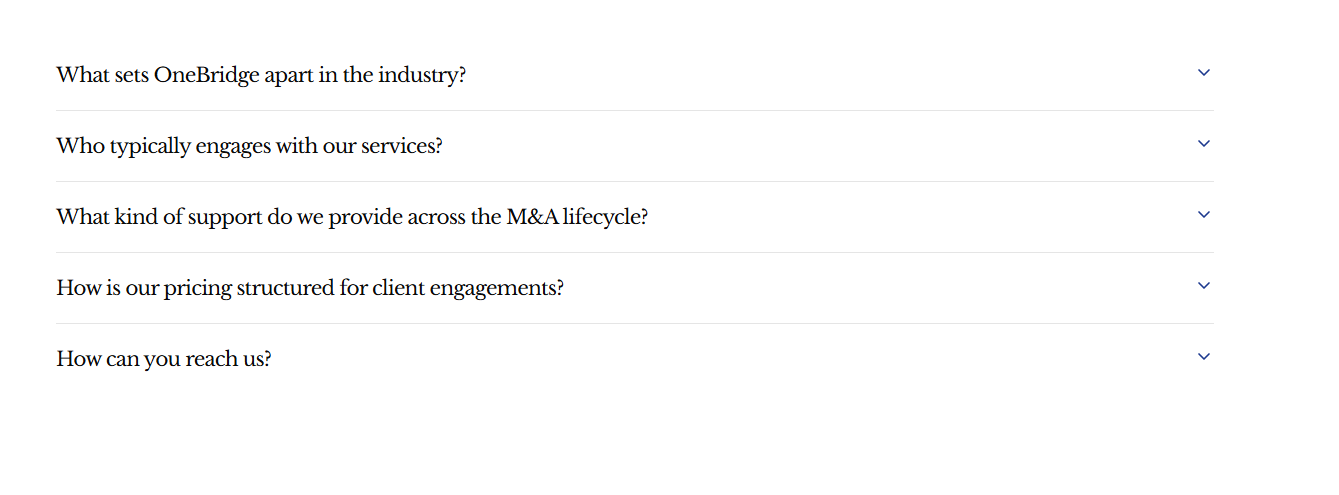 What sets OneBridge apart in the industry?
Who typically engages with our services?
What kind of support do we provide across the M&A lifecycle?
How is our pricing structured for client engagements?
How can you reach us?